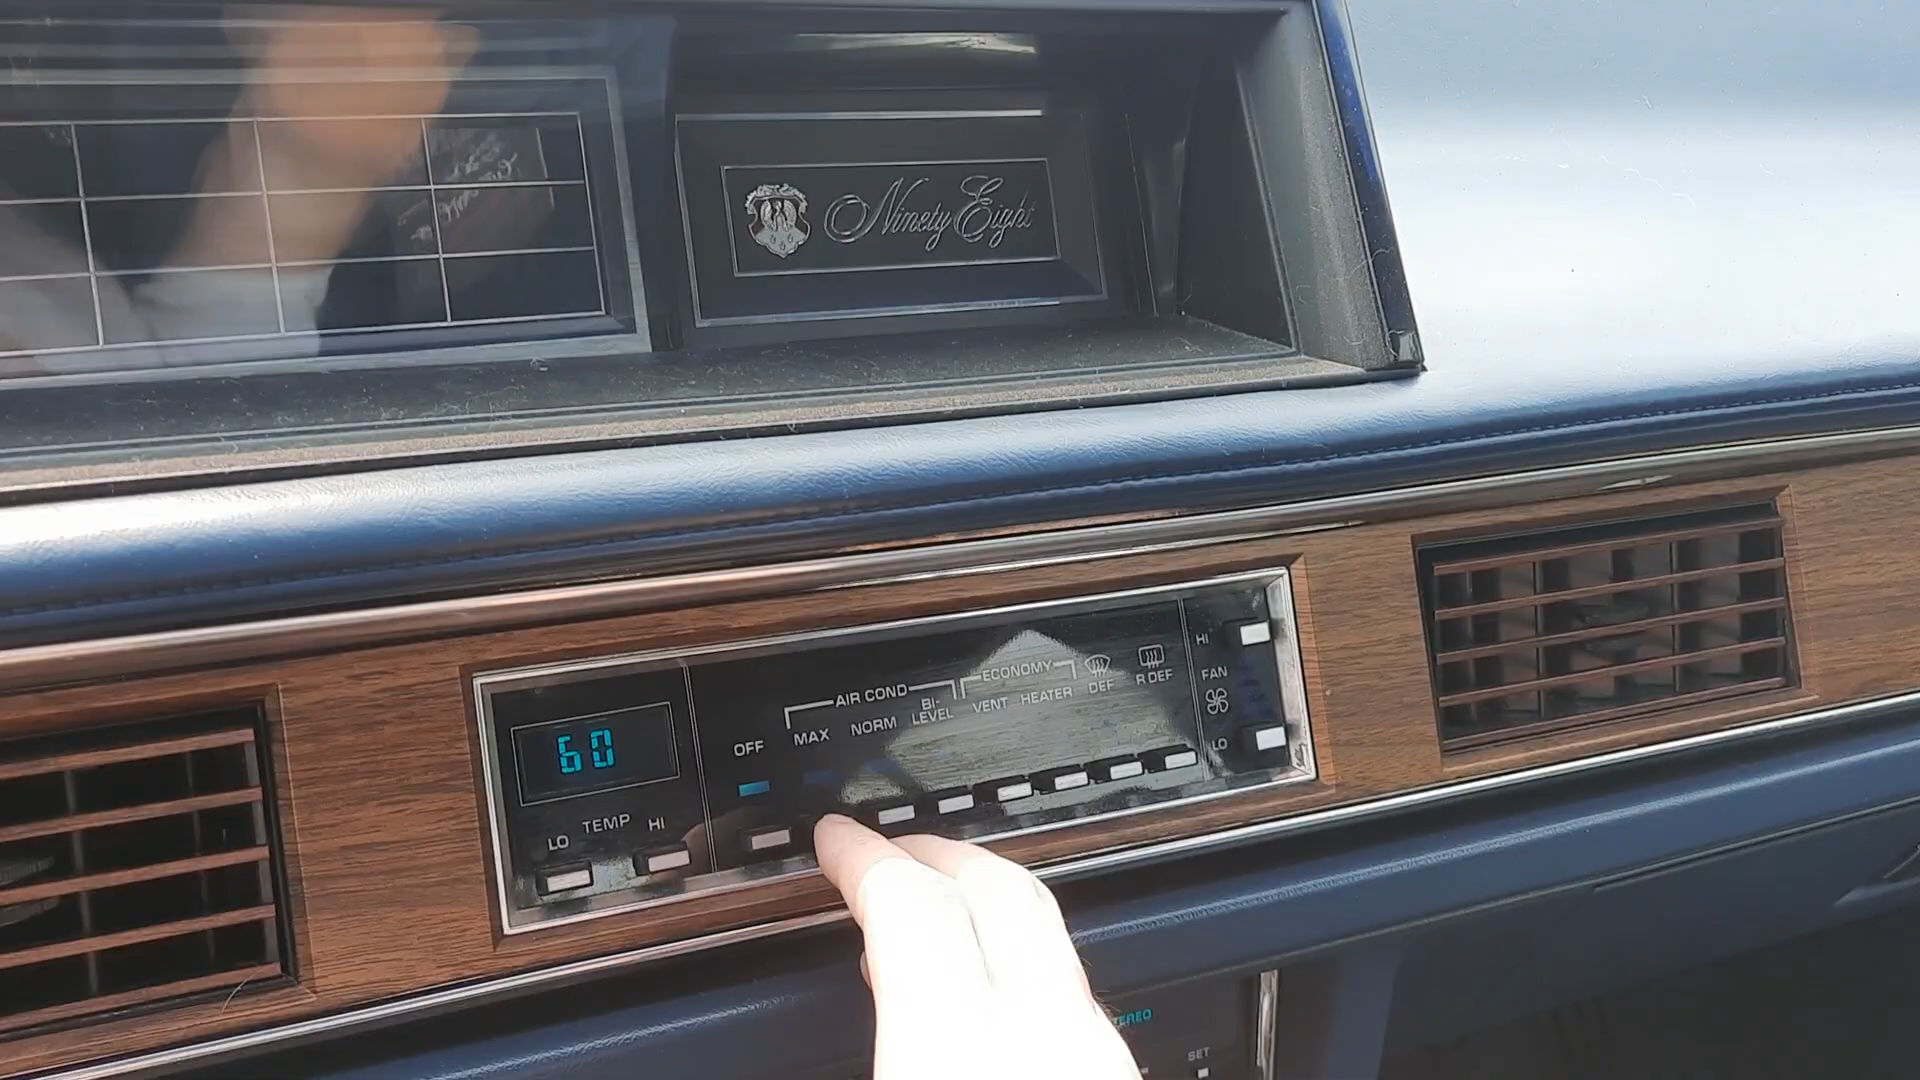 Ninety Eight
60
LO TEMP HI
OFF
AIR COND
MAX NORM BI-LEVEL
ECONOMY
VENT HEATER
DEF
R DEF
HI
FAN
LO
SET